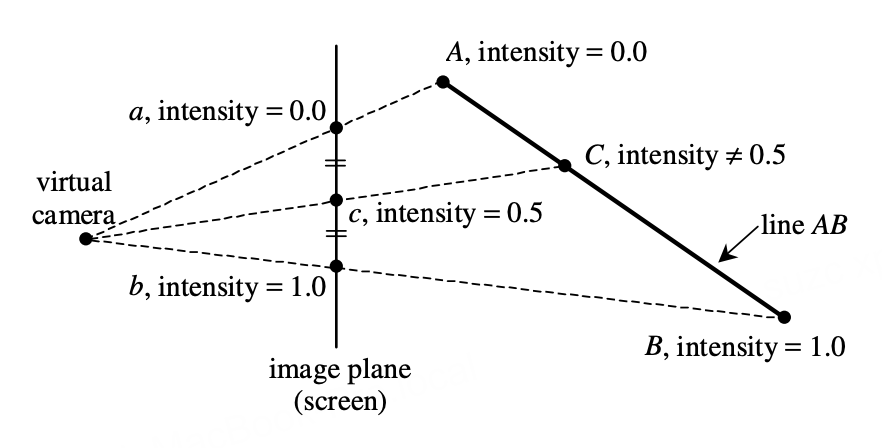 A, intensity = 0.0
a, intensity = 0.0
C, intensity ≠ 0.5
virtual
camera
c, intensity = 0.5
line AB
b, intensity = 1.0
B, intensity = 1.0
image plane
(screen)